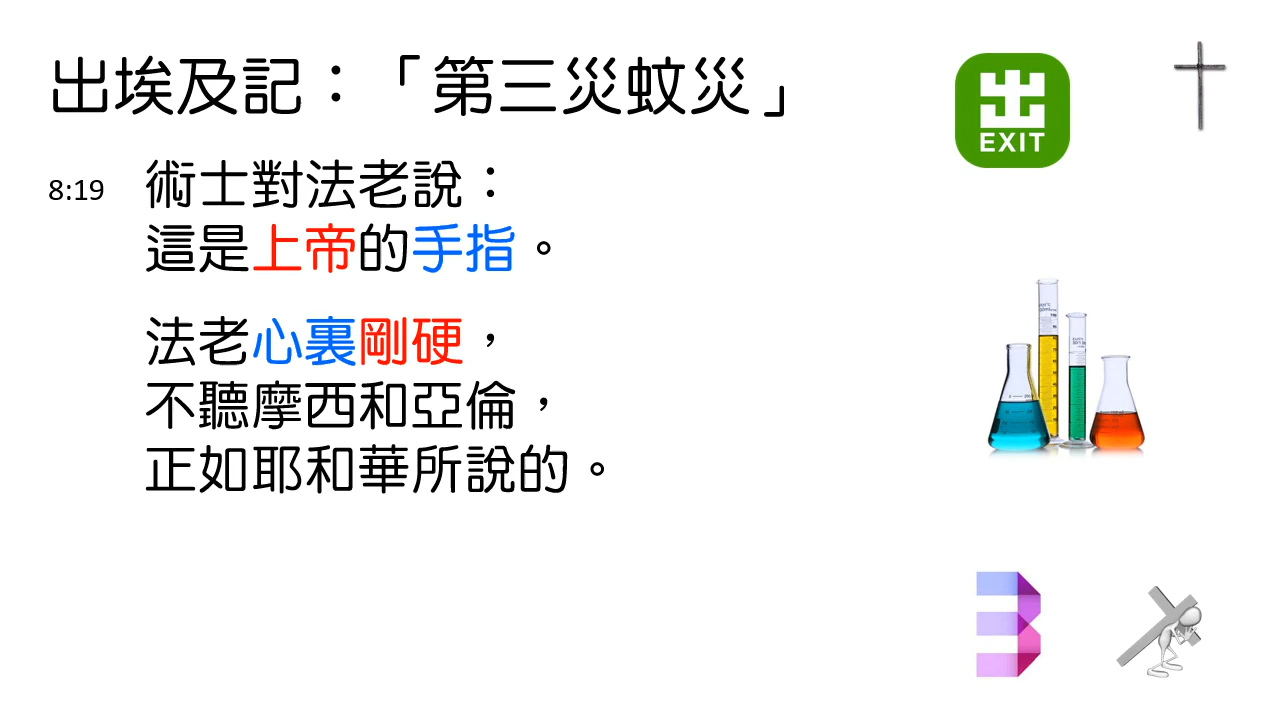 出埃及記：「第三災蚊災」
出
EXIT
8:19
術士對法老說：
這是上帝的手指。
法老心裏剛硬，
不聽摩西和亞倫，
正如耶和華所說的。
3